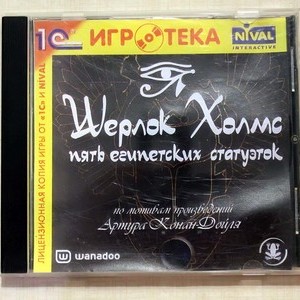 1С ИГРОТЕКА NIVAL
INTERACTIVE
ЛИЦЕНЗИОННАЯ КОПИЯ ИГРЫ ОТ «1С» И NIVAL
Шерлок Холмс
пять египетских статуэток
по мотивам произведений
Артура Конан Дойля
wanadoo